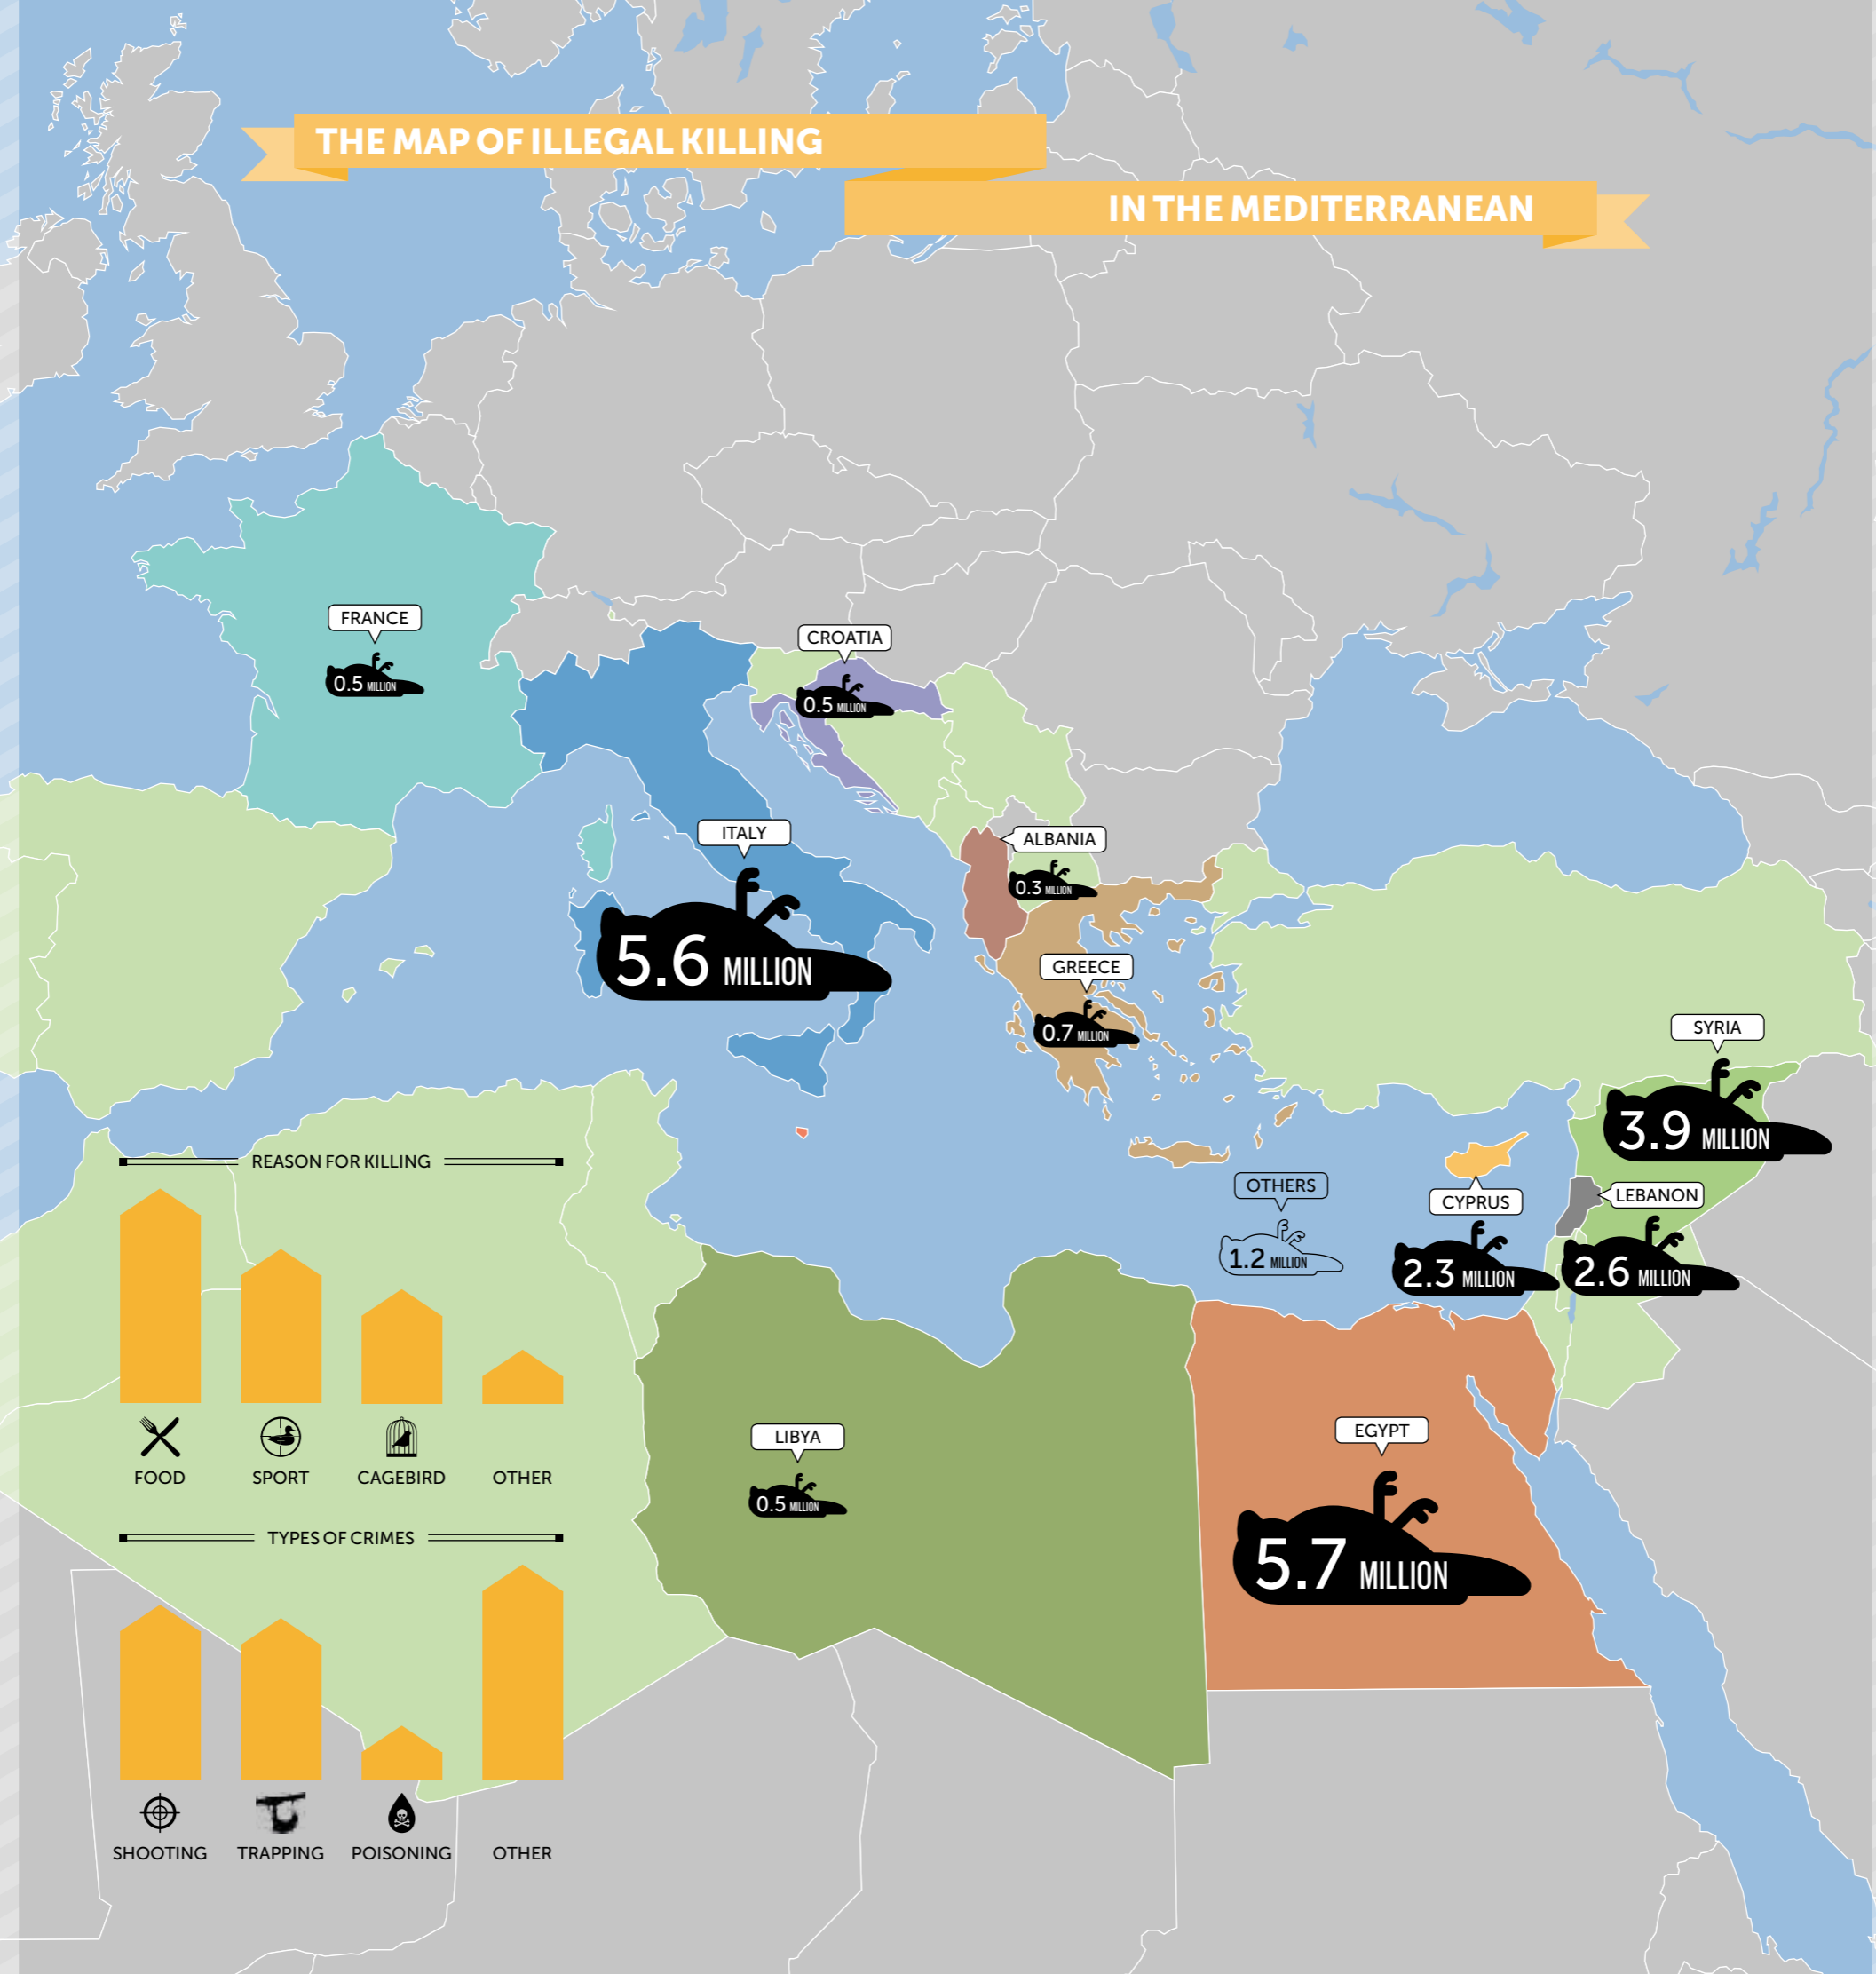 THE MAP OF ILLEGAL KILLING
IN THE MEDITERRANEAN
FRANCE
0.5 MILLION
CROATIA
0.5 MILLION
ITALY
5.6 MILLION
ALBANIA
0.3 MILLION
GREECE
0.7 MILLION
SYRIA
3.9 MILLION
OTHERS
1.2 MILLION
CYPRUS
2.3 MILLION
LEBANON
2.6 MILLION
LIBYA
0.5 MILLION
EGYPT
5.7 MILLION
REASON FOR KILLING
FOOD
SPORT
CAGEBIRD
OTHER
TYPES OF CRIMES
SHOOTING
TRAPPING
POISONING
OTHER